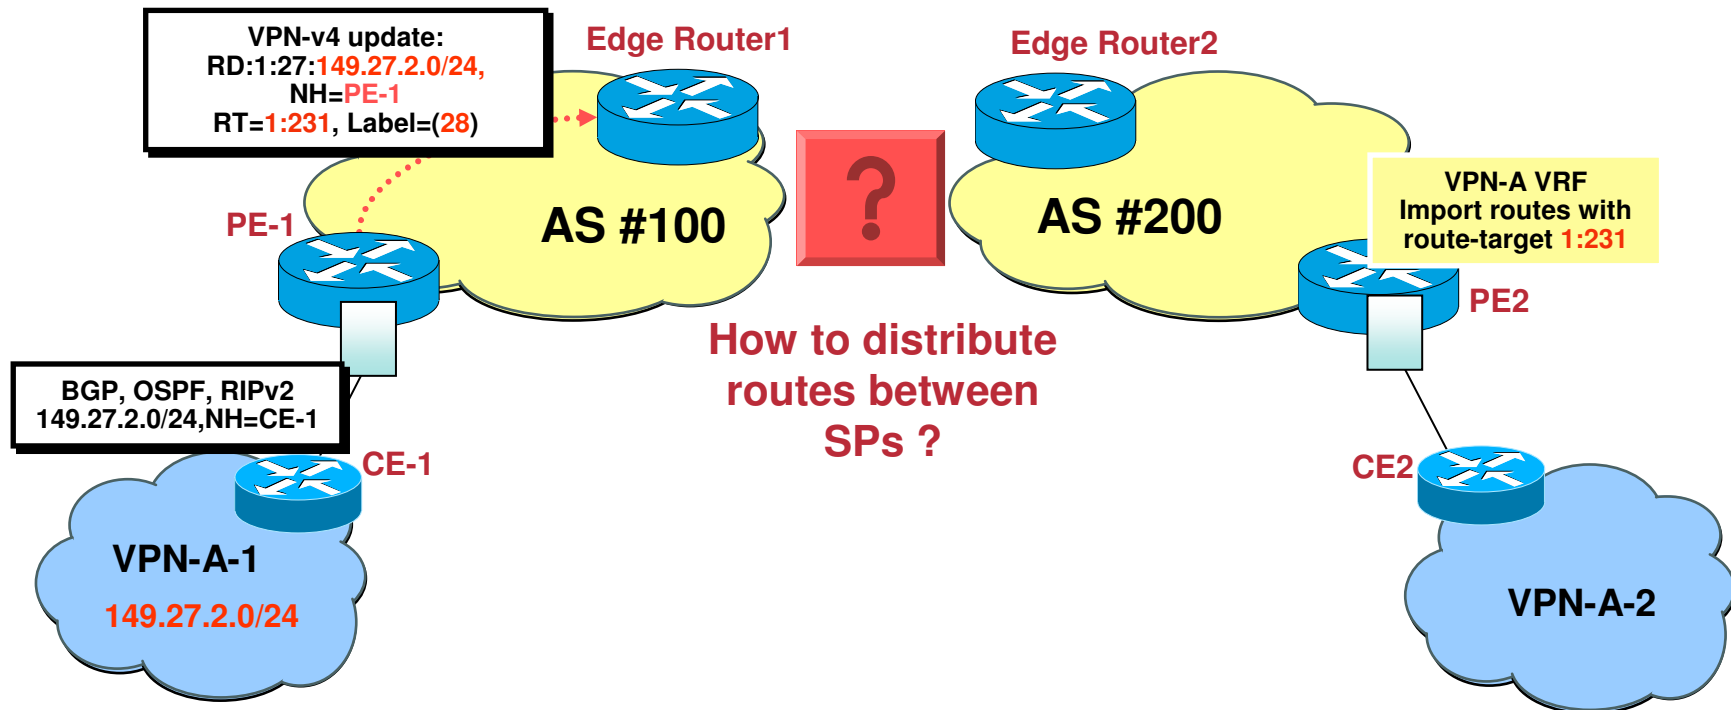 VPN-v4 update:
RD:1:27:149.27.2.0/24,
NH=PE-1
RT=1:231, Label=(28)
Edge Router1
Edge Router2
?
AS #100
AS #200
VPN-A VRF
Import routes with
route-target 1:231
PE-1
PE2
How to distribute
routes between
SPs ?
BGP, OSPF, RIPv2
149.27.2.0/24,NH=CE-1
CE-1
CE2
VPN-A-1
149.27.2.0/24
VPN-A-2